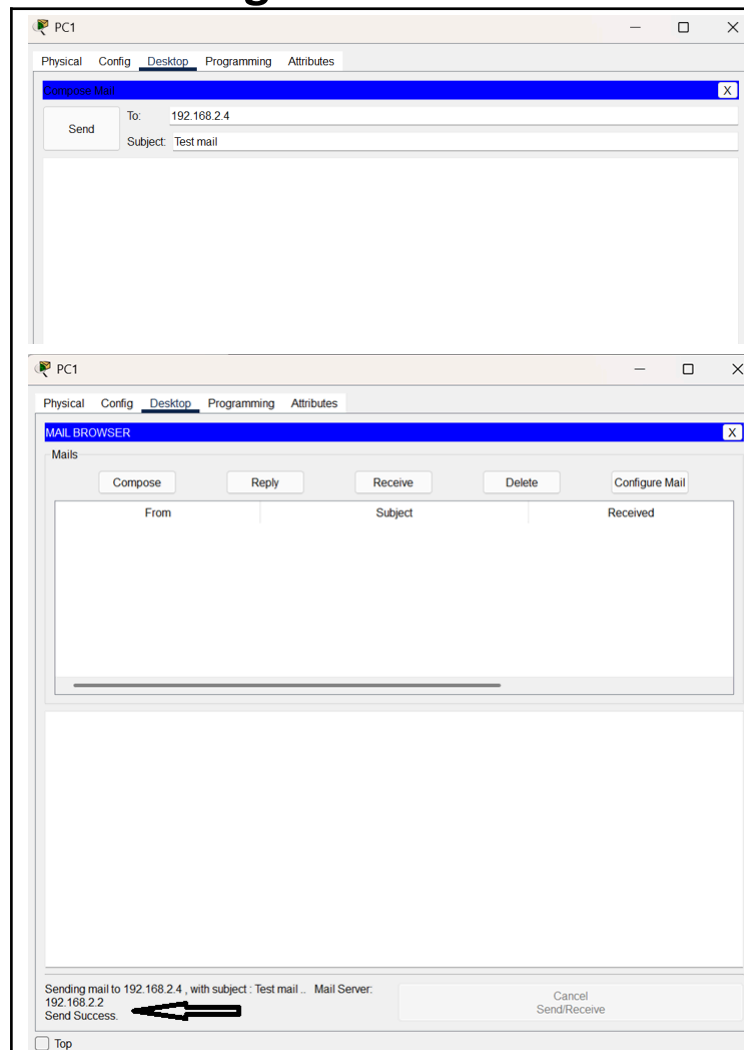 PC1
Physical Config Desktop Programming Attributes
Compose Mail
X
Send
To: 192.168.2.4
Subject: Test mail
PC1
Physical Config Desktop Programming Attributes
MAIL BROWSER
X
Mails
Compose Reply Receive Delete Configure Mail
From Subject Received
Sending mail to 192.168.2.4 , with subject : Test mail .. Mail Server:
192.168.2.2
Send Success.
Cancel
Send/Receive
Top